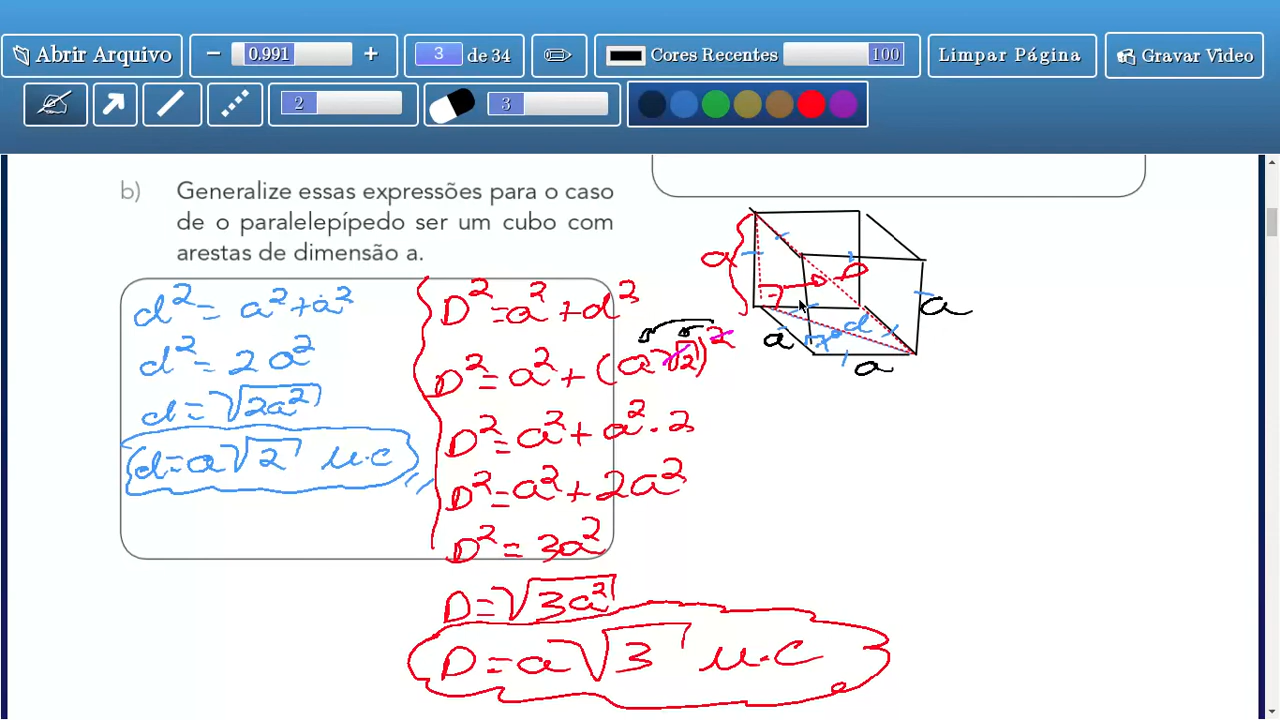 Abrir Arquivo
− 0.991 +
3 de 34
Cores Recentes 100
Limpar Página
Gravar Video
2
3
b) Generalize essas expressões para o caso
de o paralelepípedo ser um cubo com
arestas de dimensão a.
d² = a² + a²
d² = 2a²
d = √2a²
d = a√2 u.c
D² = a² + d²
D² = a² + (a√2)²
D² = a² + a² · 2
D² = a² + 2a²
D² = 3a²
D = √3a²
D = a√3 u.c
a
D
a
d
a
a